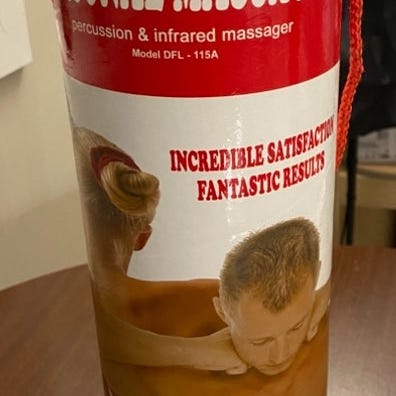 percussion & infrared massager
Model DFL - 115A
INCREDIBLE SATISFACTION
FANTASTIC RESULTS